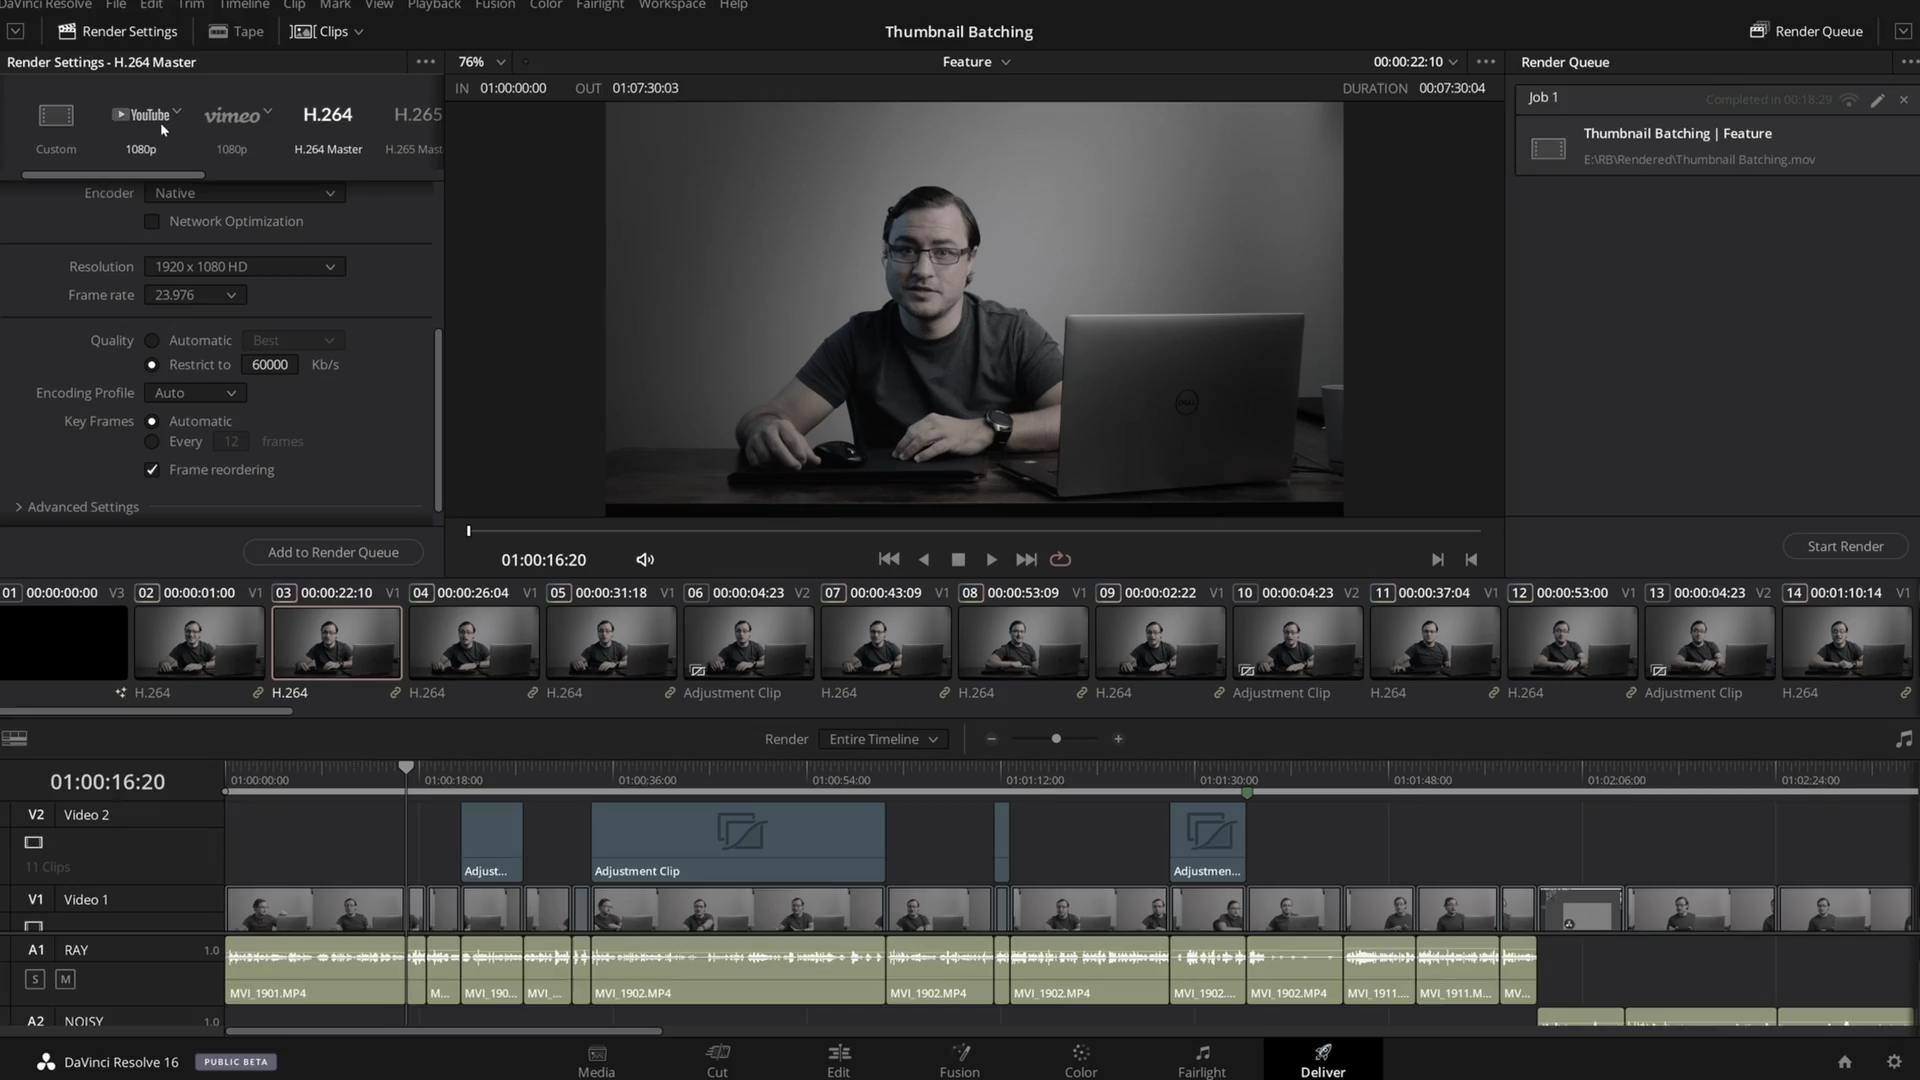 DaVinci Resolve File Edit Trim Timeline Clip Mark View Playback Fusion Color Fairlight Workspace Help
Render Settings Tape Clips Thumbnail Batching Render Queue
Render Settings - H.264 Master 76% Feature 00:00:22:10 Render Queue
IN 01:00:00:00 OUT 01:07:30:03 DURATION 00:07:30:04
Job 1 Completed in 00:18:29
YouTube vimeo H.264 H.265
Custom 1080p 1080p H.264 Master H.265 Mast
Thumbnail Batching | Feature
E:\RB\Rendered\Thumbnail Batching.mov
Encoder Native
Network Optimization
Resolution 1920 x 1080 HD
Frame rate 23.976
Quality Automatic Best
Restrict to 60000 Kb/s
Encoding Profile Auto
Key Frames Automatic
Every 12 frames
Frame reordering
Advanced Settings
DELL
Add to Render Queue
01:00:16:20
Start Render
01 00:00:00:00 V3 02 00:00:01:00 V1 03 00:00:22:10 V1 04 00:00:26:04 V1 05 00:00:31:18 V1 06 00:00:04:23 V2 07 00:00:43:09 V1 08 00:00:53:09 V1 09 00:00:02:22 V1 10 00:00:04:23 V2 11 00:00:37:04 V1 12 00:00:53:00 V1 13 00:00:04:23 V2 14 00:01:10:14 V1
H.264 H.264 H.264 H.264 Adjustment Clip H.264 H.264 H.264 Adjustment Clip H.264 H.264 Adjustment Clip H.264
Render Entire Timeline
01:00:16:20
01:00:00:00 01:00:18:00 01:00:36:00 01:00:54:00 01:01:12:00 01:01:30:00 01:01:48:00 01:02:06:00 01:02:24:00
V2 Video 2
11 Clips
Adjust... Adjustment Clip Adjustmen...
V1 Video 1
A1 RAY 1.0
S M
MVI_1901.MP4 M... MVI_190... MVI_... MVI_1902.MP4 MVI_1902.MP4 MVI_1902.MP4 MVI_1902.... MVI_1902.MP4 MVI_1911.... MVI_1911.M... MV...
A2 NOISY 1.0
DaVinci Resolve 16 PUBLIC BETA
Media Cut Edit Fusion Color Fairlight Deliver